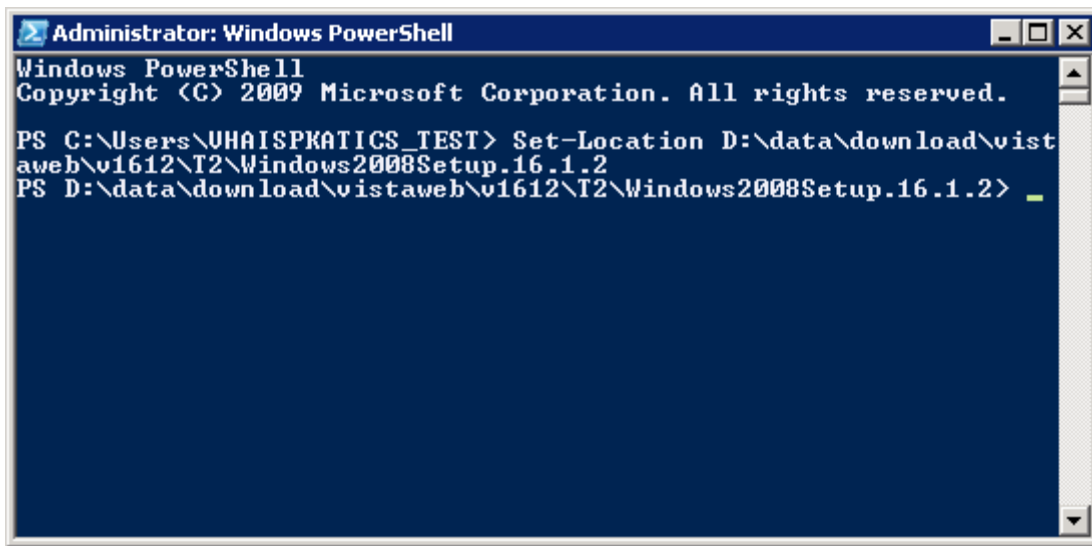 Administrator: Windows PowerShell
Windows PowerShell
Copyright (C) 2009 Microsoft Corporation. All rights reserved.
PS C:\Users\VHAISPKATICS_TEST> Set-Location D:\data\download\vist
aweb\v1612\T2\Windows2008Setup.16.1.2
PS D:\data\download\vistaweb\v1612\T2\Windows2008Setup.16.1.2> _